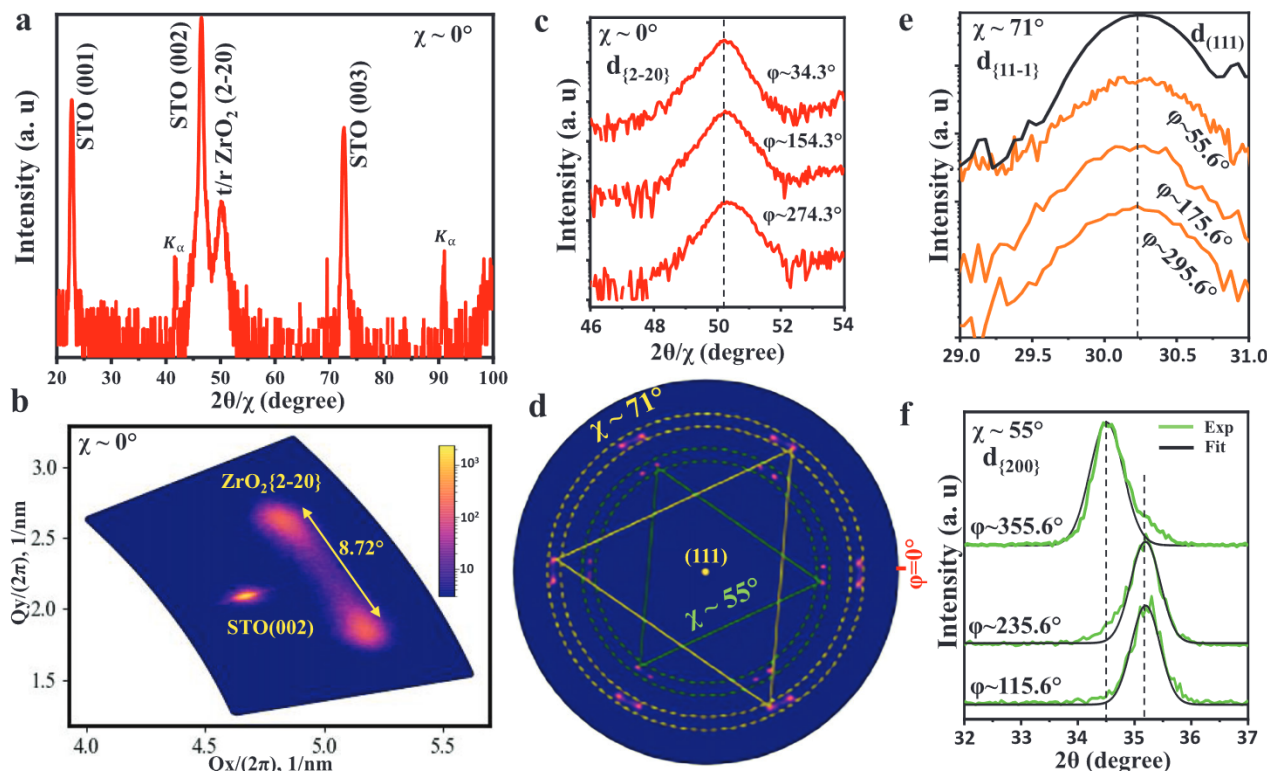 a
χ ~ 0°
STO (001)
STO (002)
t/r ZrO₂ (2-20)
STO (003)
Kα
Kα
Intensity (a. u)
20 30 40 50 60 70 80 90 100
2θ/χ (degree)
b
χ ~ 0°
ZrO₂{2-20}
8.72°
STO(002)
10³
10²
10
Qy/(2π), 1/nm
3.0
2.5
2.0
1.5
4.0 4.5 5.0 5.5
Qx/(2π), 1/nm
c
χ ~ 0°
d{2-20}
φ~34.3°
φ~154.3°
φ~274.3°
Intensity (a. u)
46 48 50 52 54
2θ/χ (degree)
d
χ ~ 71°
(111)
χ ~ 55°
φ=0°
e
χ ~ 71°
d{11-1}
d(111)
φ~55.6°
φ~175.6°
φ~295.6°
Intensity (a. u)
29.0 29.5 30.0 30.5 31.0
f
χ ~ 55°
d{200}
Exp
Fit
φ~355.6°
φ~235.6°
φ~115.6°
Intensity (a. u)
32 33 34 35 36 37
2θ (degree)